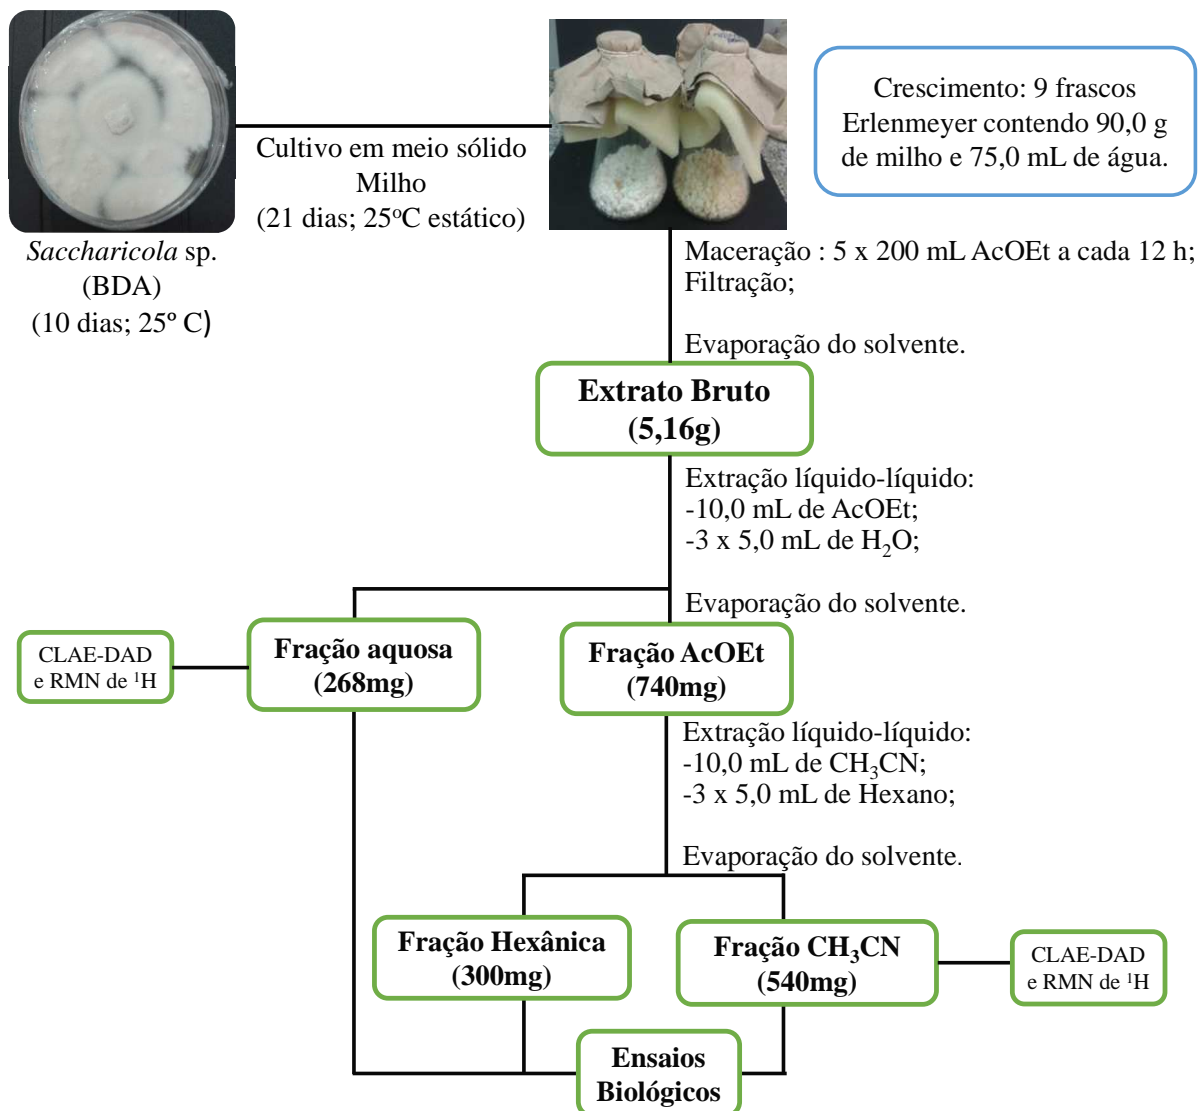 Saccharicola sp.
(BDA)
(10 dias; 25º C)
Cultivo em meio sólido
Milho
(21 dias; 25ºC estático)
Crescimento: 9 frascos
Erlenmeyer contendo 90,0 g
de milho e 75,0 mL de água.
Maceração : 5 x 200 mL AcOEt a cada 12 h;
Filtração;
Evaporação do solvente.
Extrato Bruto
(5,16g)
Extração líquido-líquido:
-10,0 mL de AcOEt;
-3 x 5,0 mL de H₂O;
Evaporação do solvente.
CLAE-DAD
e RMN de ¹H
Fração aquosa
(268mg)
Fração AcOEt
(740mg)
Extração líquido-líquido:
-10,0 mL de CH₃CN;
-3 x 5,0 mL de Hexano;
Evaporação do solvente.
Fração Hexânica
(300mg)
Fração CH₃CN
(540mg)
CLAE-DAD
e RMN de ¹H
Ensaios
Biológicos